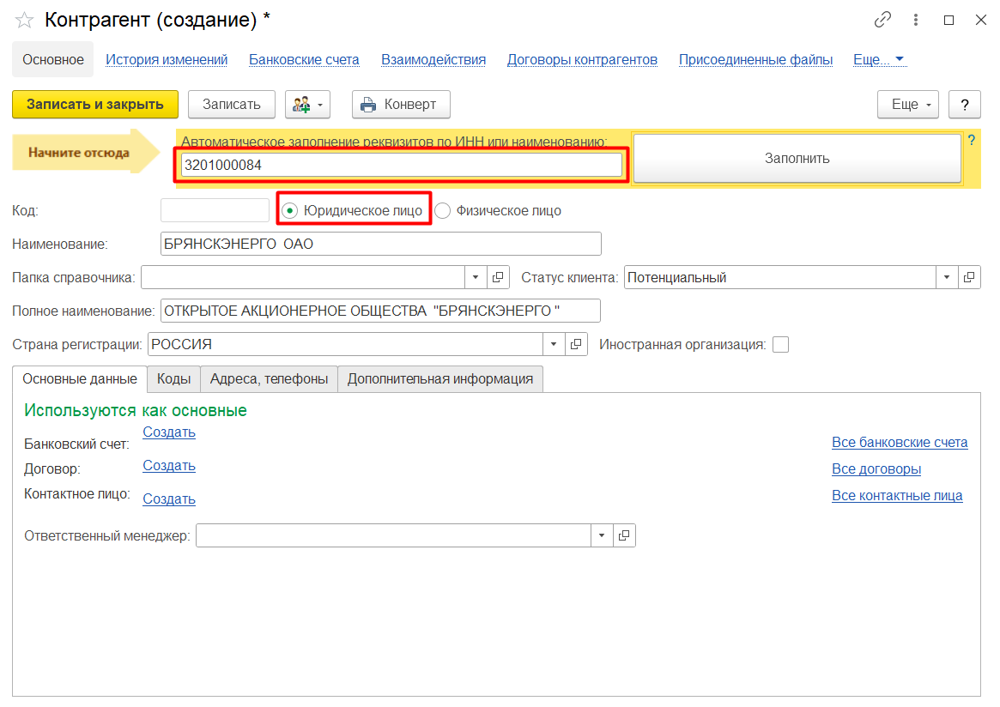 Контрагент (создание) *
Основное История изменений Банковские счета Взаимодействия Договоры контрагентов Присоединенные файлы Еще...
Записать и закрыть Записать Конверт Еще ?
Автоматическое заполнение реквизитов по ИНН или наименованию: ?
Начните отсюда 3201000084 Заполнить
Код: Юридическое лицо Физическое лицо
Наименование: БРЯНСКЭНЕРГО ОАО
Папка справочника: Статус клиента: Потенциальный
Полное наименование: ОТКРЫТОЕ АКЦИОНЕРНОЕ ОБЩЕСТВА "БРЯНСКЭНЕРГО "
Страна регистрации: РОССИЯ Иностранная организация:
Основные данные Коды Адреса, телефоны Дополнительная информация
Используются как основные
Банковский счет: Создать Все банковские счета
Договор: Создать Все договоры
Контактное лицо: Создать Все контактные лица
Ответственный менеджер: